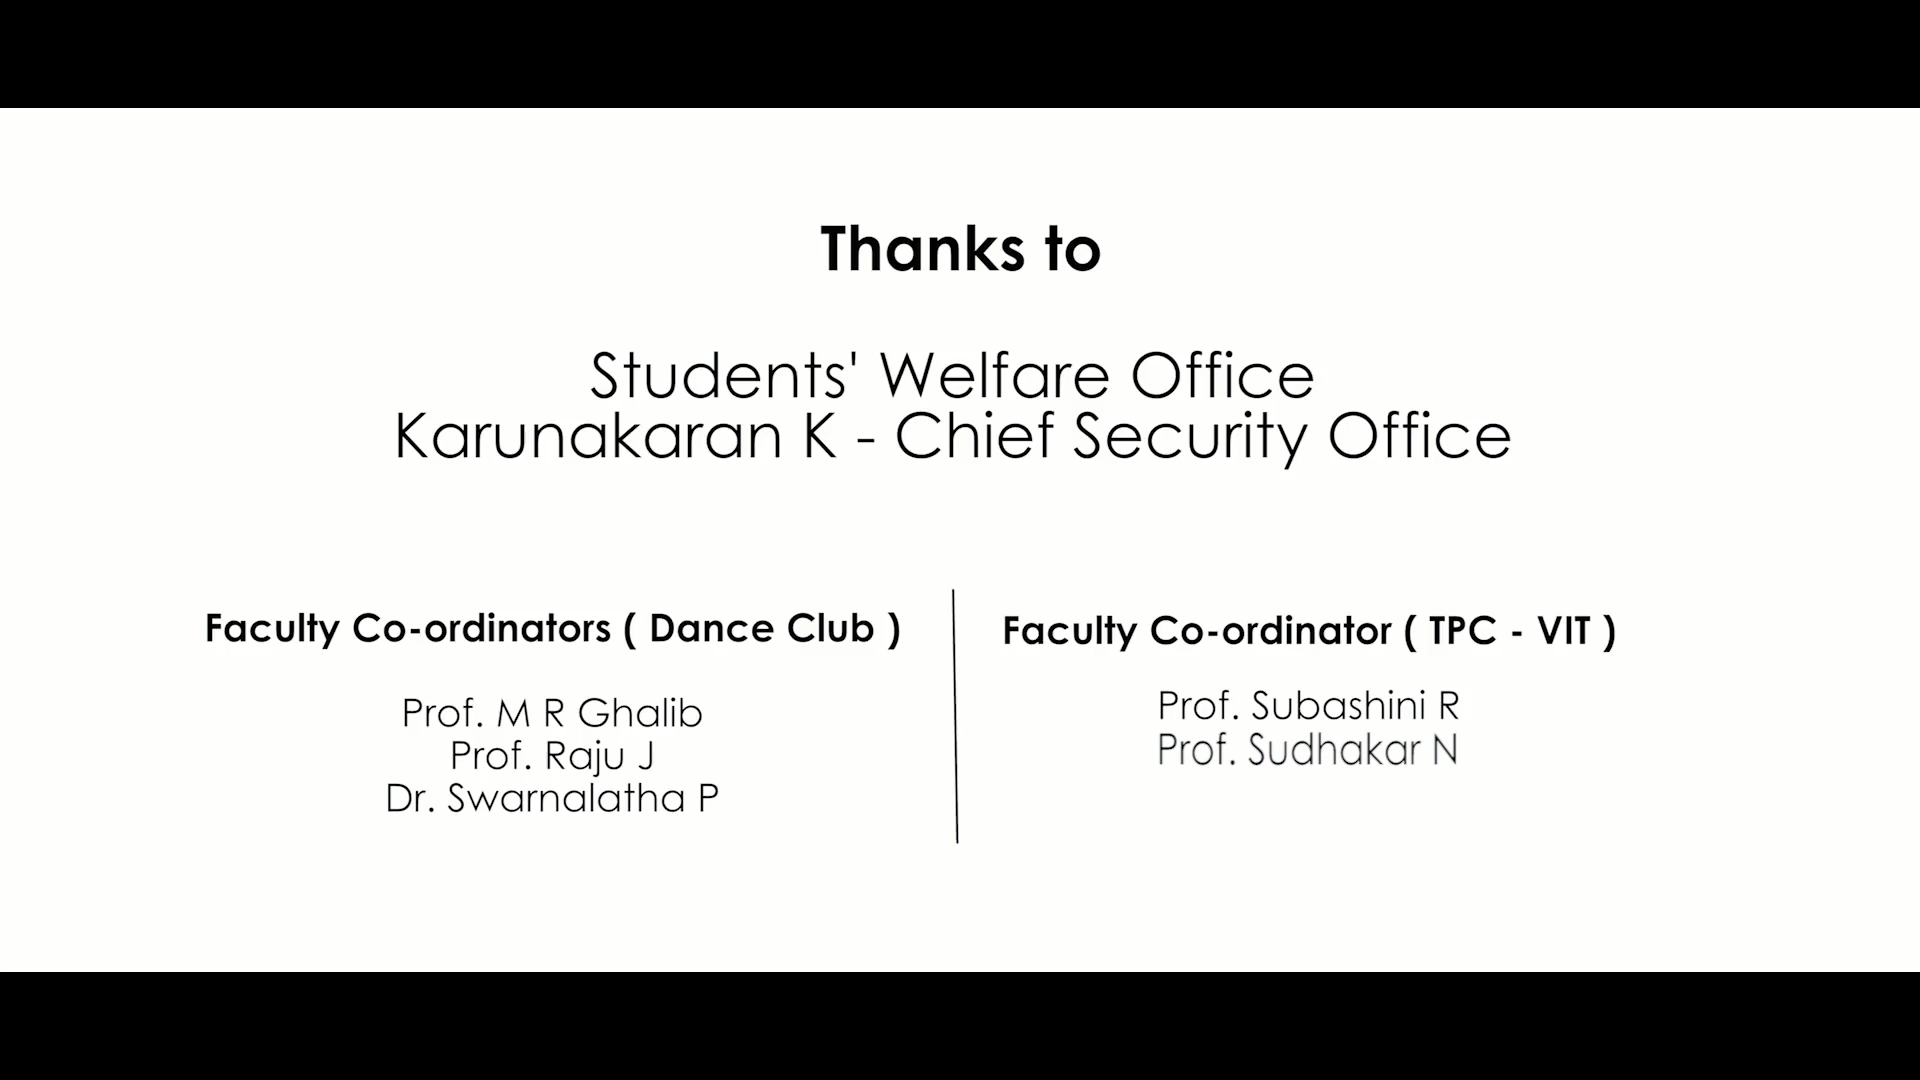 Thanks to
Students' Welfare Office
Karunakaran K - Chief Security Office
Faculty Co-ordinators ( Dance Club )
Prof. M R Ghalib
Prof. Raju J
Dr. Swarnalatha P
Faculty Co-ordinator ( TPC - VIT )
Prof. Subashini R
Prof. Sudhakar N